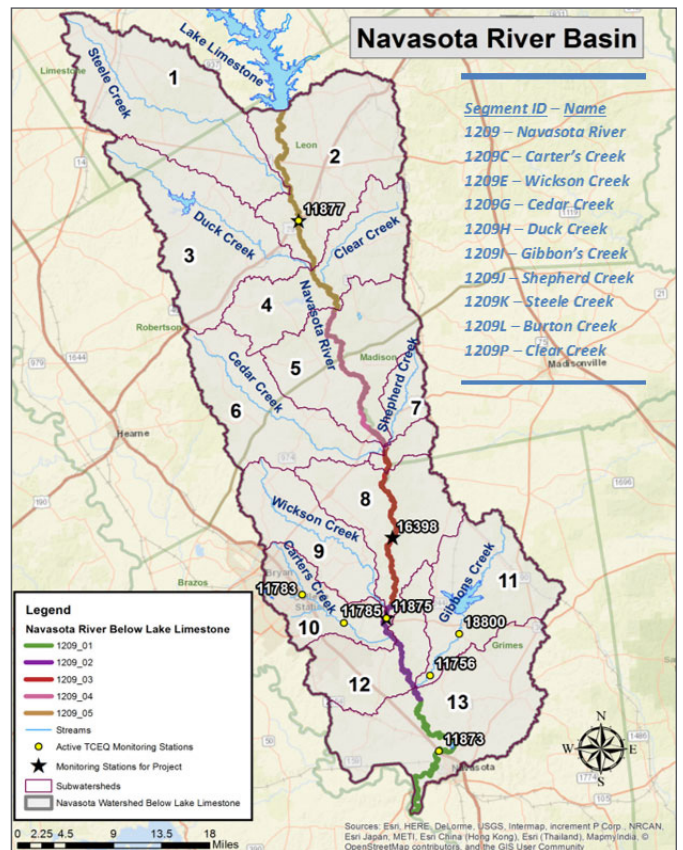 Navasota River Basin
Segment ID – Name
1209 – Navasota River
1209C – Carter's Creek
1209E – Wickson Creek
1209G – Cedar Creek
1209H – Duck Creek
1209I – Gibbon's Creek
1209J – Shepherd Creek
1209K – Steele Creek
1209L – Burton Creek
1209P – Clear Creek
Lake Limestone
Limestone
Steele Creek
1
Leon
2
11877
Duck Creek
Clear Creek
3
4
Navasota River
Robertson
Madison
Madisonville
5
Cedar Creek
Shepherd Creek
6
7
Hearne
8
Wickson Creek
16398
9
Gibbons Creek
11
Carters Creek
Bryan
Brazos
11783
11785
11875
18800
10
Grimes
11756
12
13
11873
Navasota
Legend
Navasota River Below Lake Limestone
1209_01
1209_02
1209_03
1209_04
1209_05
Streams
Active TCEQ Monitoring Stations
Monitoring Stations for Project
Subwatersheds
Navasota Watershed Below Lake Limestone
N
W E
S
0 2.25 4.5 9 13.5 18
Miles
Sources: Esri, HERE, DeLorme, USGS, Intermap, increment P Corp., NRCAN,
Esri Japan, METI, Esri China (Hong Kong), Esri (Thailand), MapmyIndia, ©
OpenStreetMap contributors, and the GIS User Community